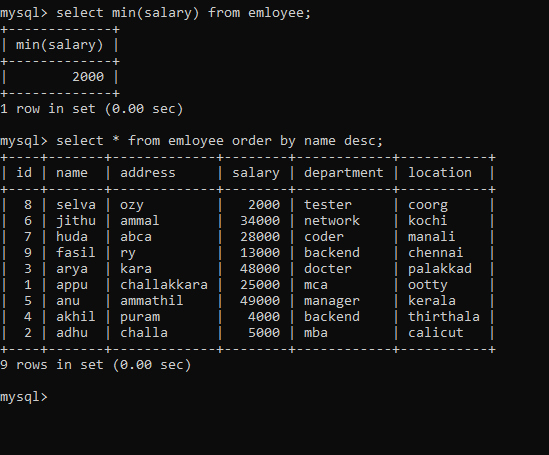 mysql> select min(salary) from emloyee;
+-------------+
| min(salary) |
+-------------+
|        2000 |
+-------------+
1 row in set (0.00 sec)
mysql> select * from emloyee order by name desc;
+----+-------+-------------+--------+------------+-----------+
| id | name  | address     | salary | department | location  |
+----+-------+-------------+--------+------------+-----------+
|  8 | selva | ozy         |   2000 | tester     | coorg     |
|  6 | jithu | ammal       |  34000 | network    | kochi     |
|  7 | huda  | abca        |  28000 | coder      | manali    |
|  9 | fasil | ry          |  13000 | backend    | chennai   |
|  3 | arya  | kara        |  48000 | docter     | palakkad  |
|  1 | appu  | challakkara |  25000 | mca        | ootty     |
|  5 | anu   | ammathil    |  49000 | manager    | kerala    |
|  4 | akhil | puram       |   4000 | backend    | thirthala |
|  2 | adhu  | challa      |   5000 | mba        | calicut   |
+----+-------+-------------+--------+------------+-----------+
9 rows in set (0.00 sec)
mysql>